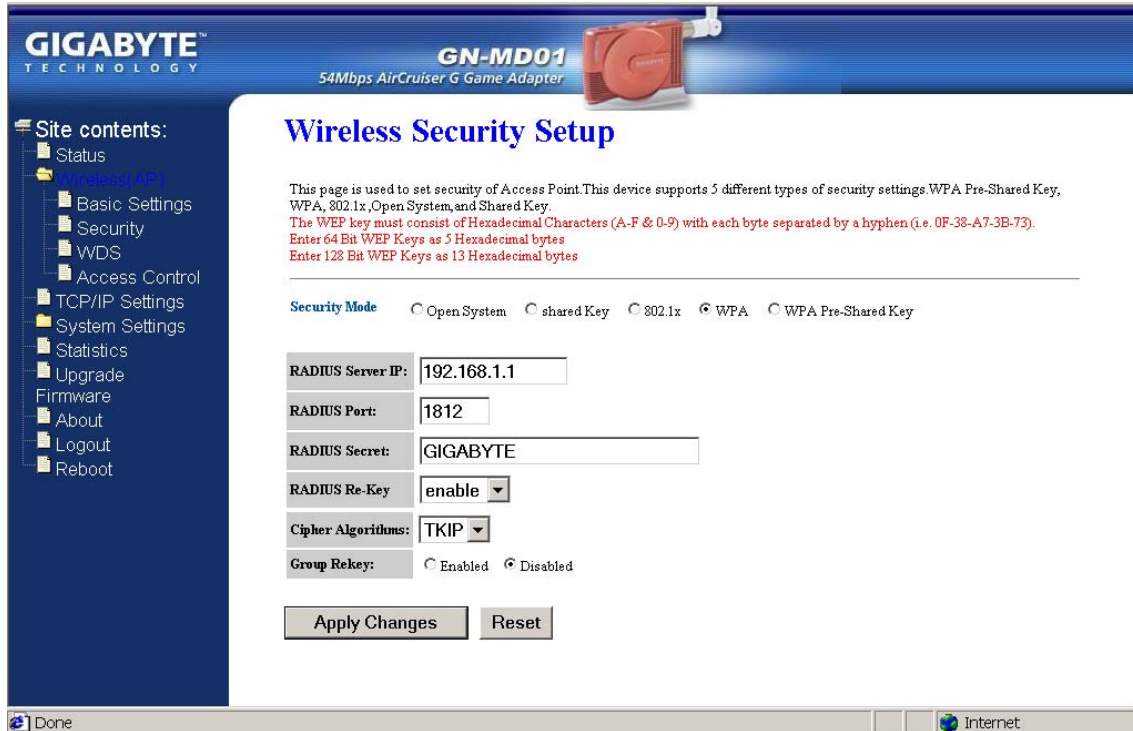 GIGABYTE™
TECHNOLOGY
GN-MD01
54Mbps AirCruiser G Game Adapter
Site contents:
Status
Wireless(AP)
Basic Settings
Security
WDS
Access Control
TCP/IP Settings
System Settings
Statistics
Upgrade
Firmware
About
Logout
Reboot
Wireless Security Setup
This page is used to set security of Access Point.This device supports 5 different types of security settings.WPA Pre-Shared Key,
WPA, 802.1x ,Open System,and Shared Key.
The WEP key must consist of Hexadecimal Characters (A-F & 0-9) with each byte separated by a hyphen (i.e. 0F-38-A7-3B-73).
Enter 64 Bit WEP Keys as 5 Hexadecimal bytes
Enter 128 Bit WEP Keys as 13 Hexadecimal bytes
Security Mode Open System shared Key 802.1x WPA WPA Pre-Shared Key
RADIUS Server IP: 192.168.1.1
RADIUS Port: 1812
RADIUS Secret: GIGABYTE
RADIUS Re-Key enable
Cipher Algorithms: TKIP
Group Rekey: Enabled Disabled
Apply Changes Reset
Done Internet